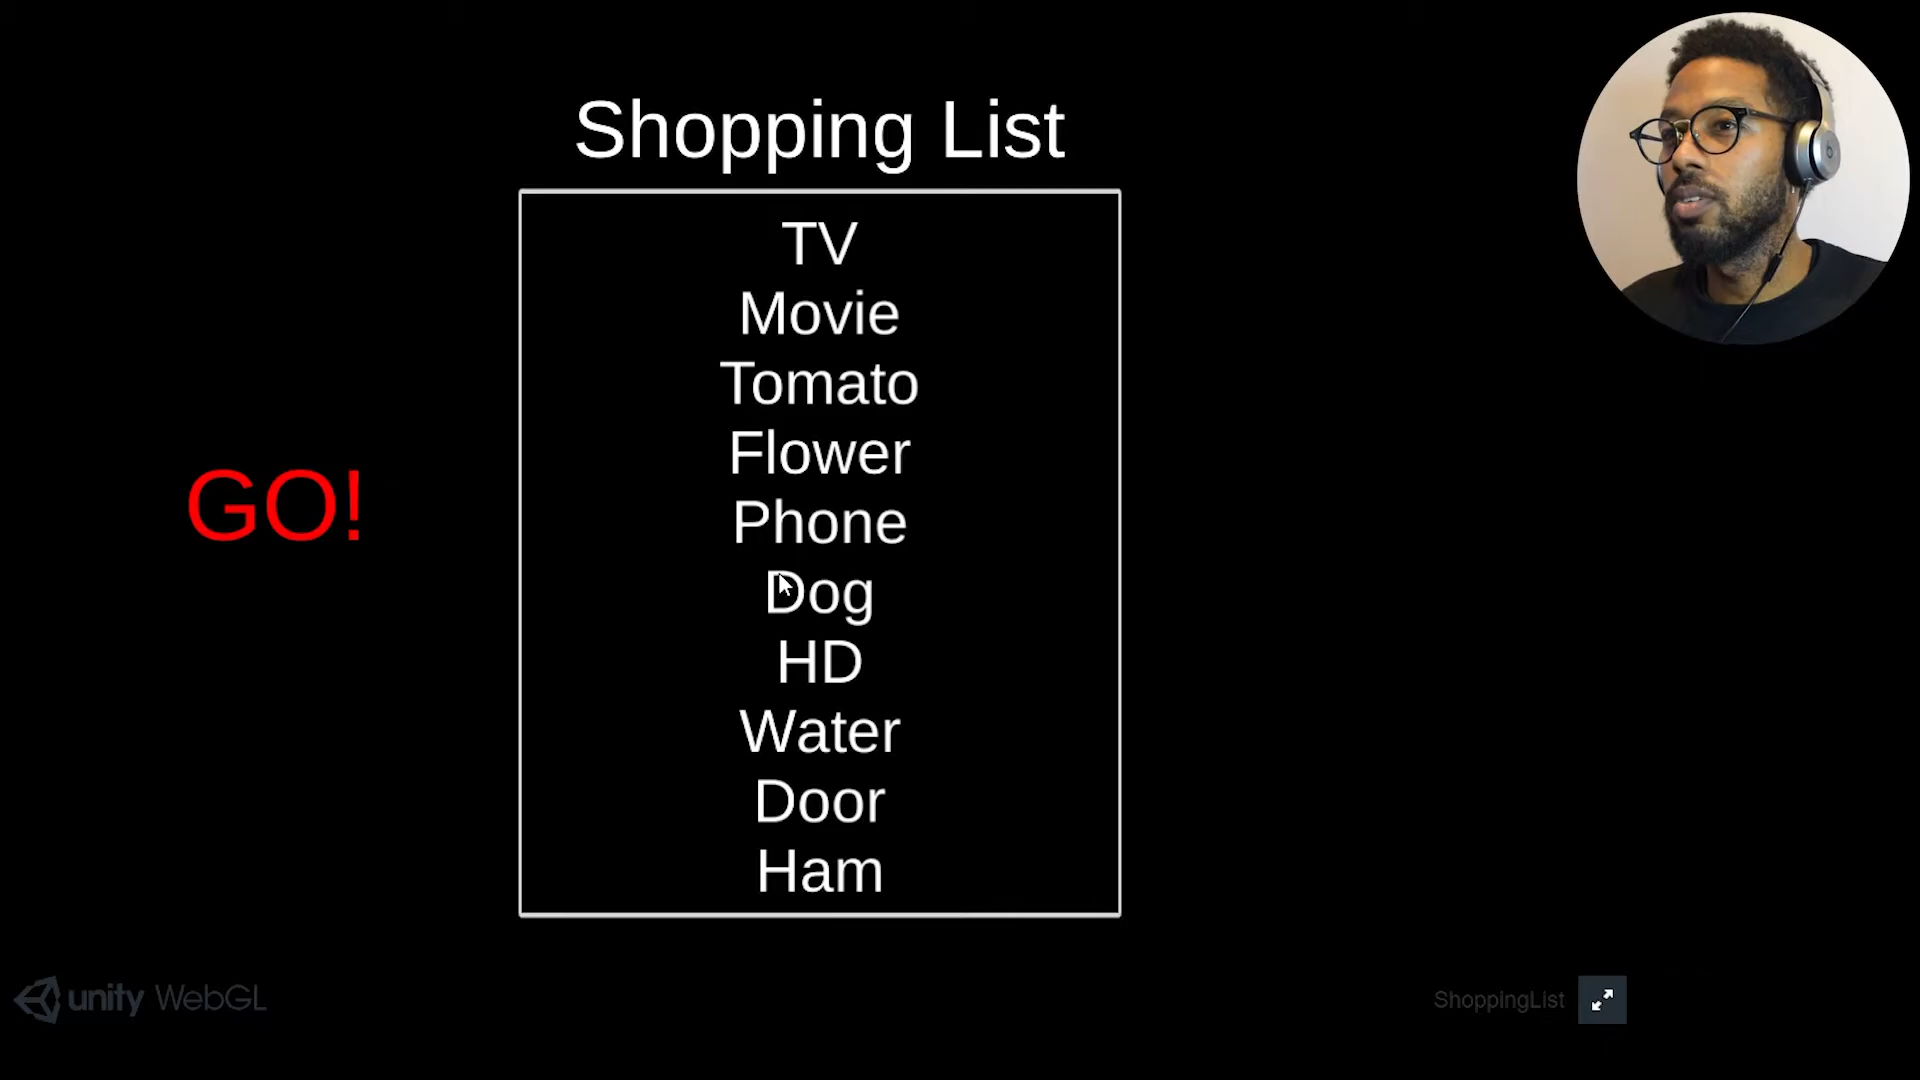 Shopping List
TV
Movie
Tomato
Flower
GO!
Phone
Dog
HD
Water
Door
Ham
unity WebGL
ShoppingList